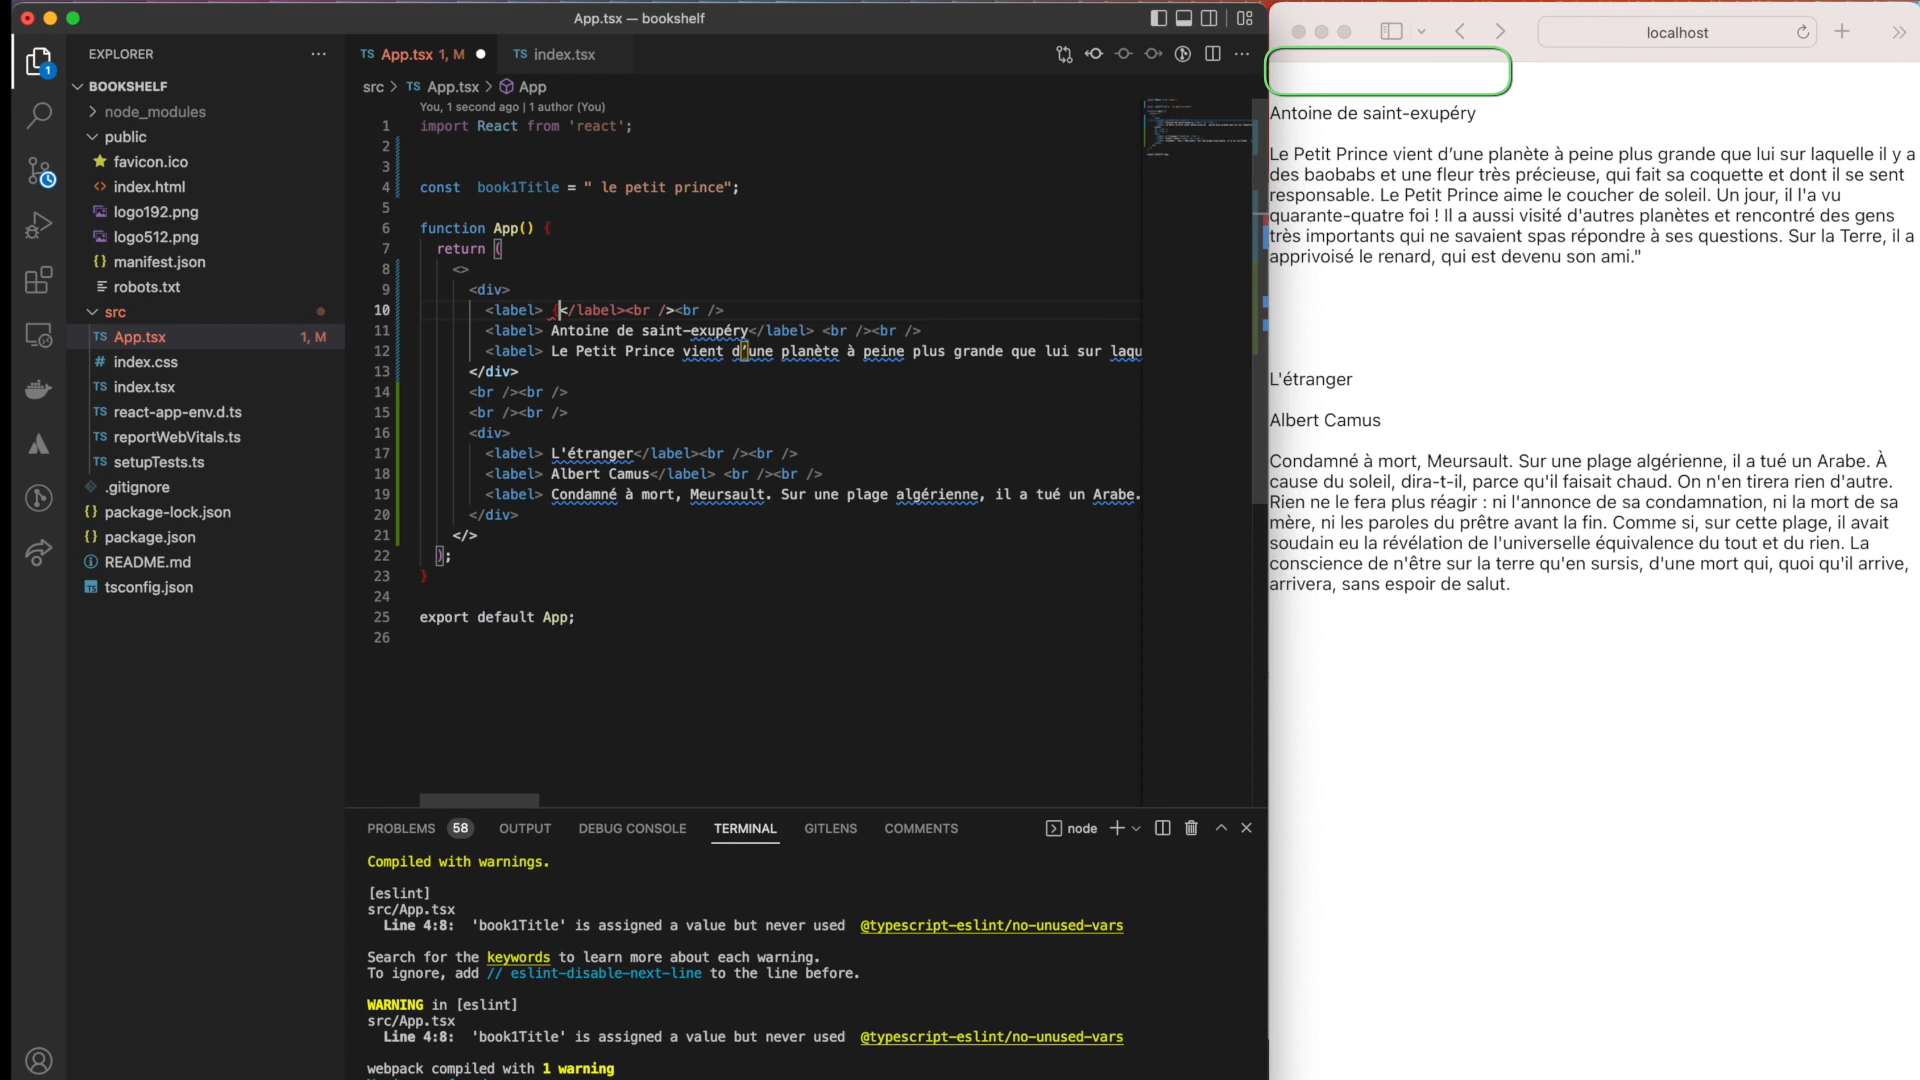 App.tsx — bookshelf
EXPLORER
BOOKSHELF
node_modules
public
favicon.ico
<> index.html
logo192.png
logo512.png
{} manifest.json
robots.txt
src
TS App.tsx 1, M
# index.css
TS index.tsx
TS react-app-env.d.ts
TS reportWebVitals.ts
TS setupTests.ts
.gitignore
{} package-lock.json
{} package.json
README.md
TS tsconfig.json
1
TS App.tsx 1, M
TS index.tsx
src > TS App.tsx > App
You, 1 second ago | 1 author (You)
1 import React from 'react';
2
3
4 const  book1Title = " le petit prince";
5
6 function App() {
7 return (
8 <>
9 <div>
10 <label> {</label><br /><br />
11 <label> Antoine de saint-exupéry</label> <br /><br />
12 <label> Le Petit Prince vient d’une planète à peine plus grande que lui sur laqu
13 </div>
14 <br /><br />
15 <br /><br />
16 <div>
17 <label> L'étranger</label><br /><br />
18 <label> Albert Camus</label> <br /><br />
19 <label> Condamné à mort, Meursault. Sur une plage algérienne, il a tué un Arabe.
20 </div>
21 </>
22 );
23 }
24
25 export default App;
26
PROBLEMS 58 OUTPUT DEBUG CONSOLE TERMINAL GITLENS COMMENTS
node
Compiled with warnings.
[eslint]
src/App.tsx
Line 4:8:  'book1Title' is assigned a value but never used  @typescript-eslint/no-unused-vars
Search for the keywords to learn more about each warning.
To ignore, add // eslint-disable-next-line to the line before.
WARNING in [eslint]
src/App.tsx
Line 4:8:  'book1Title' is assigned a value but never used  @typescript-eslint/no-unused-vars
webpack compiled with 1 warning
localhost
Antoine de saint-exupéry
Le Petit Prince vient d’une planète à peine plus grande que lui sur laquelle il y a
des baobabs et une fleur très précieuse, qui fait sa coquette et dont il se sent
responsable. Le Petit Prince aime le coucher de soleil. Un jour, il l'a vu
quarante-quatre foi ! Il a aussi visité d'autres planètes et rencontré des gens
très importants qui ne savaient spas répondre à ses questions. Sur la Terre, il a
apprivoisé le renard, qui est devenu son ami."
L'étranger
Albert Camus
Condamné à mort, Meursault. Sur une plage algérienne, il a tué un Arabe. À
cause du soleil, dira-t-il, parce qu'il faisait chaud. On n'en tirera rien d'autre.
Rien ne le fera plus réagir : ni l'annonce de sa condamnation, ni la mort de sa
mère, ni les paroles du prêtre avant la fin. Comme si, sur cette plage, il avait
soudain eu la révélation de l'universelle équivalence du tout et du rien. La
conscience de n'être sur la terre qu'en sursis, d'une mort qui, quoi qu'il arrive,
arrivera, sans espoir de salut.